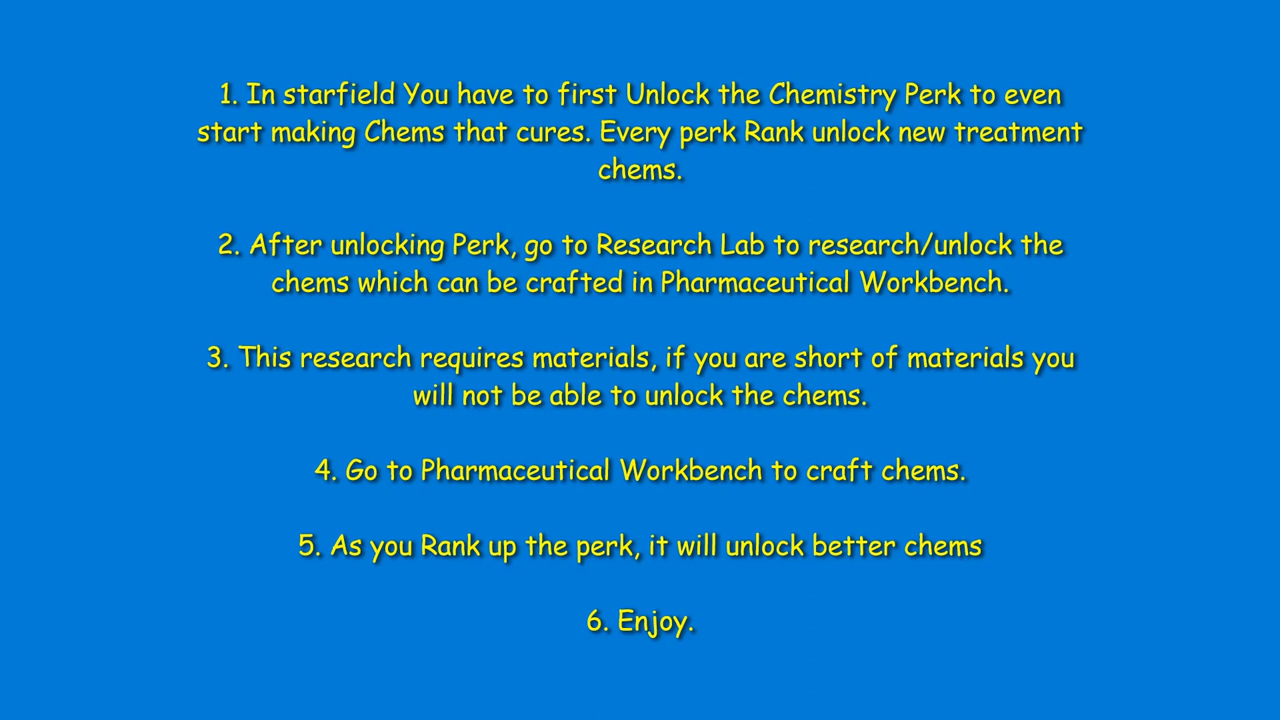 1. In starfield You have to first Unlock the Chemistry Perk to even
start making Chems that cures. Every perk Rank unlock new treatment
chems.
2. After unlocking Perk, go to Research Lab to research/unlock the
chems which can be crafted in Pharmaceutical Workbench.
3. This research requires materials, if you are short of materials you
will not be able to unlock the chems.
4. Go to Pharmaceutical Workbench to craft chems.
5. As you Rank up the perk, it will unlock better chems
6. Enjoy.